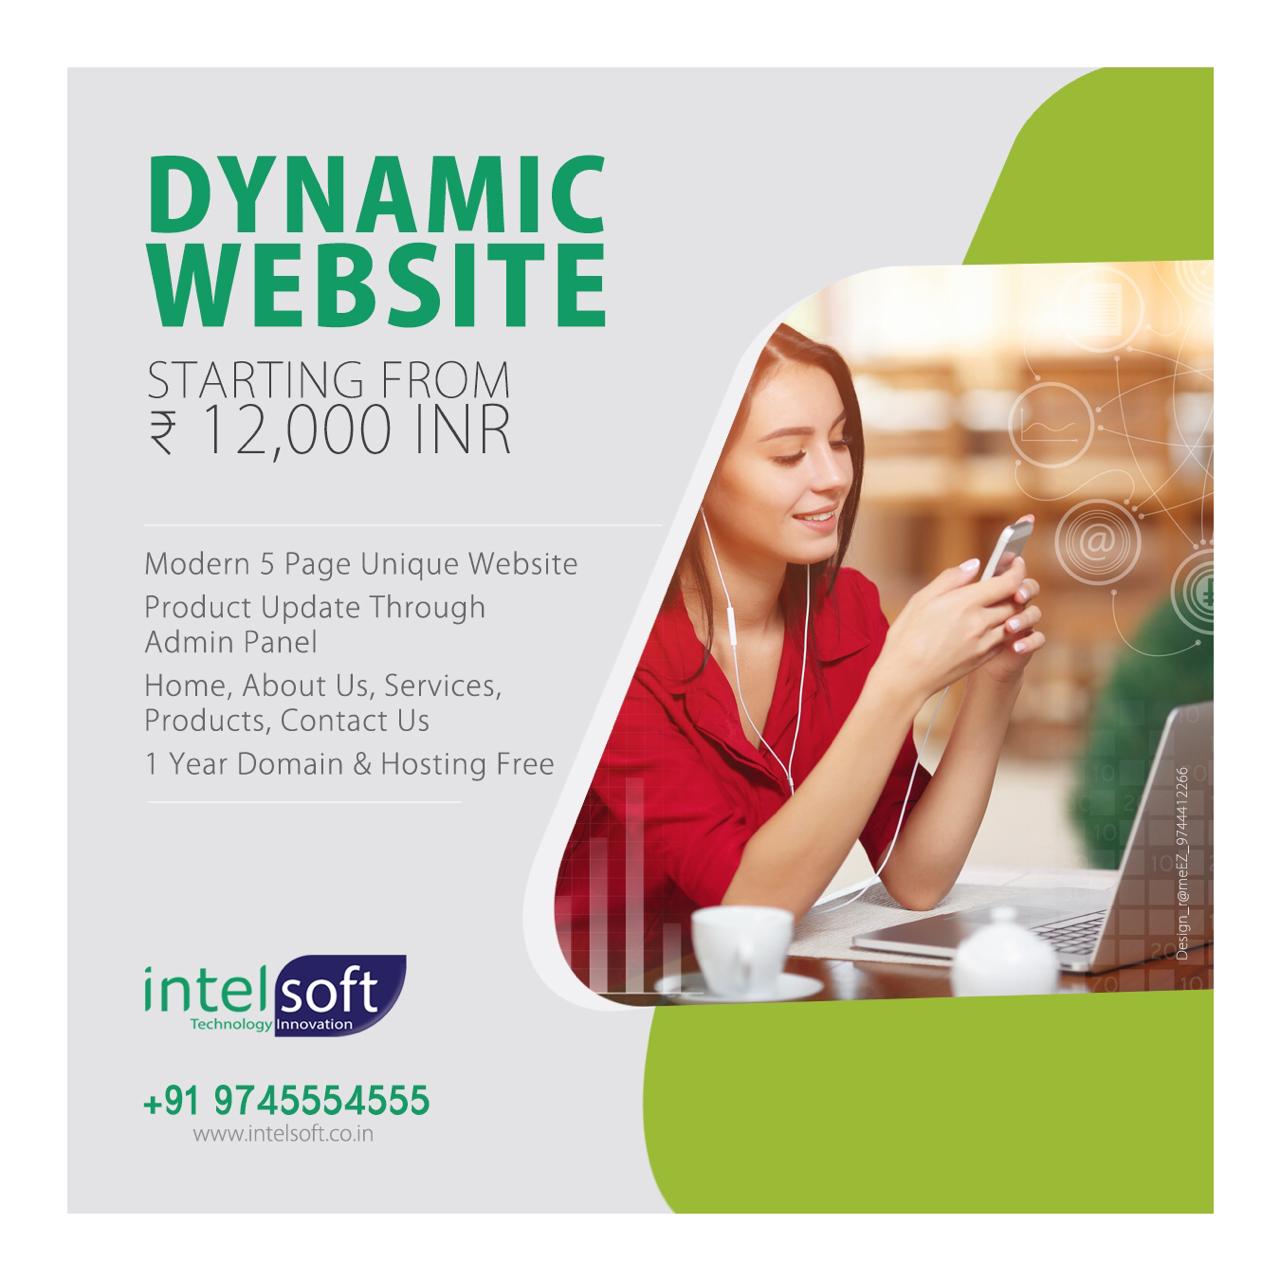 DYNAMIC
WEBSITE
STARTING FROM
₹ 12,000 INR
Modern 5 Page Unique Website
Product Update Through
Admin Panel
Home, About Us, Services,
Products, Contact Us
1 Year Domain & Hosting Free
intelsoft
Technology Innovation
+91 9745554555
www.intelsoft.co.in
@
Design_r@meEZ_9744412266